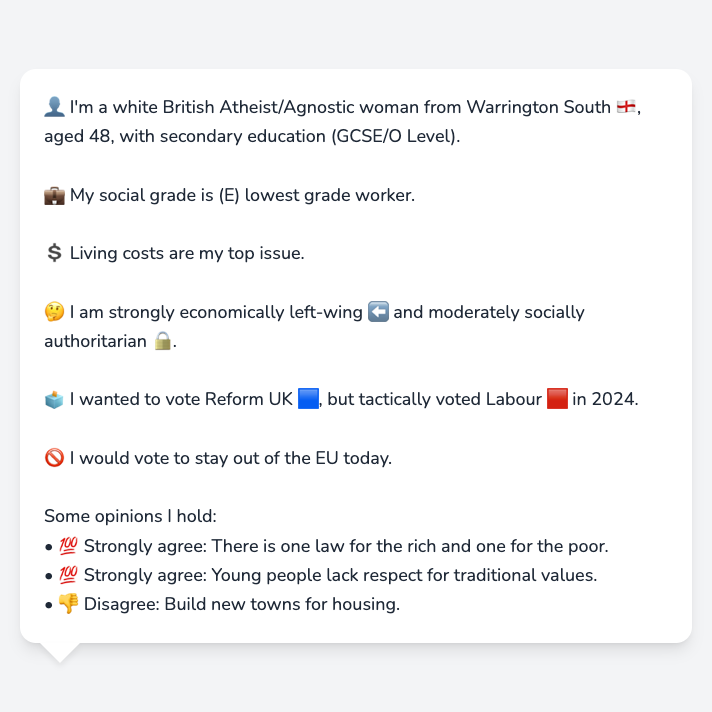 👤 I'm a white British Atheist/Agnostic woman from Warrington South 🏴󠁧󠁢󠁥󠁮󠁧󠁿,
aged 48, with secondary education (GCSE/O Level).
💼 My social grade is (E) lowest grade worker.
💲 Living costs are my top issue.
🤔 I am strongly economically left-wing ⬅️ and moderately socially
authoritarian 🔒.
🗳️ I wanted to vote Reform UK 🟦, but tactically voted Labour 🟥 in 2024.
🚫 I would vote to stay out of the EU today.
Some opinions I hold:
• 💯 Strongly agree: There is one law for the rich and one for the poor.
• 💯 Strongly agree: Young people lack respect for traditional values.
• 👎 Disagree: Build new towns for housing.